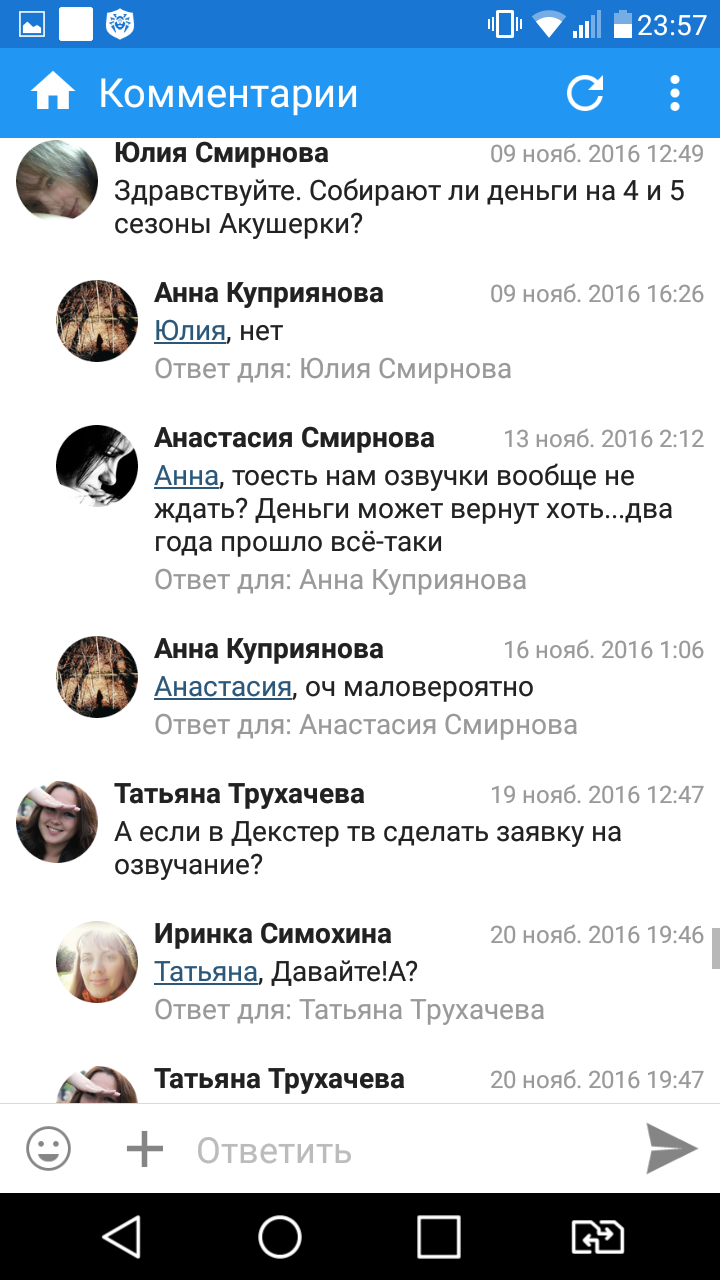 23:57
Комментарии
Юлия Смирнова 09 нояб. 2016 12:49
Здравствуйте. Собирают ли деньги на 4 и 5
сезоны Акушерки?
Анна Куприянова 09 нояб. 2016 16:26
Юлия, нет
Ответ для: Юлия Смирнова
Анастасия Смирнова 13 нояб. 2016 2:12
Анна, тоесть нам озвучки вообще не
ждать? Деньги может вернут хоть...два
года прошло всё-таки
Ответ для: Анна Куприянова
Анна Куприянова 16 нояб. 2016 1:06
Анастасия, оч маловероятно
Ответ для: Анастасия Смирнова
Татьяна Трухачева 19 нояб. 2016 12:47
А если в Декстер тв сделать заявку на
озвучание?
Иринка Симохина 20 нояб. 2016 19:46
Татьяна, Давайте!А?
Ответ для: Татьяна Трухачева
Татьяна Трухачева 20 нояб. 2016 19:47
Ответить